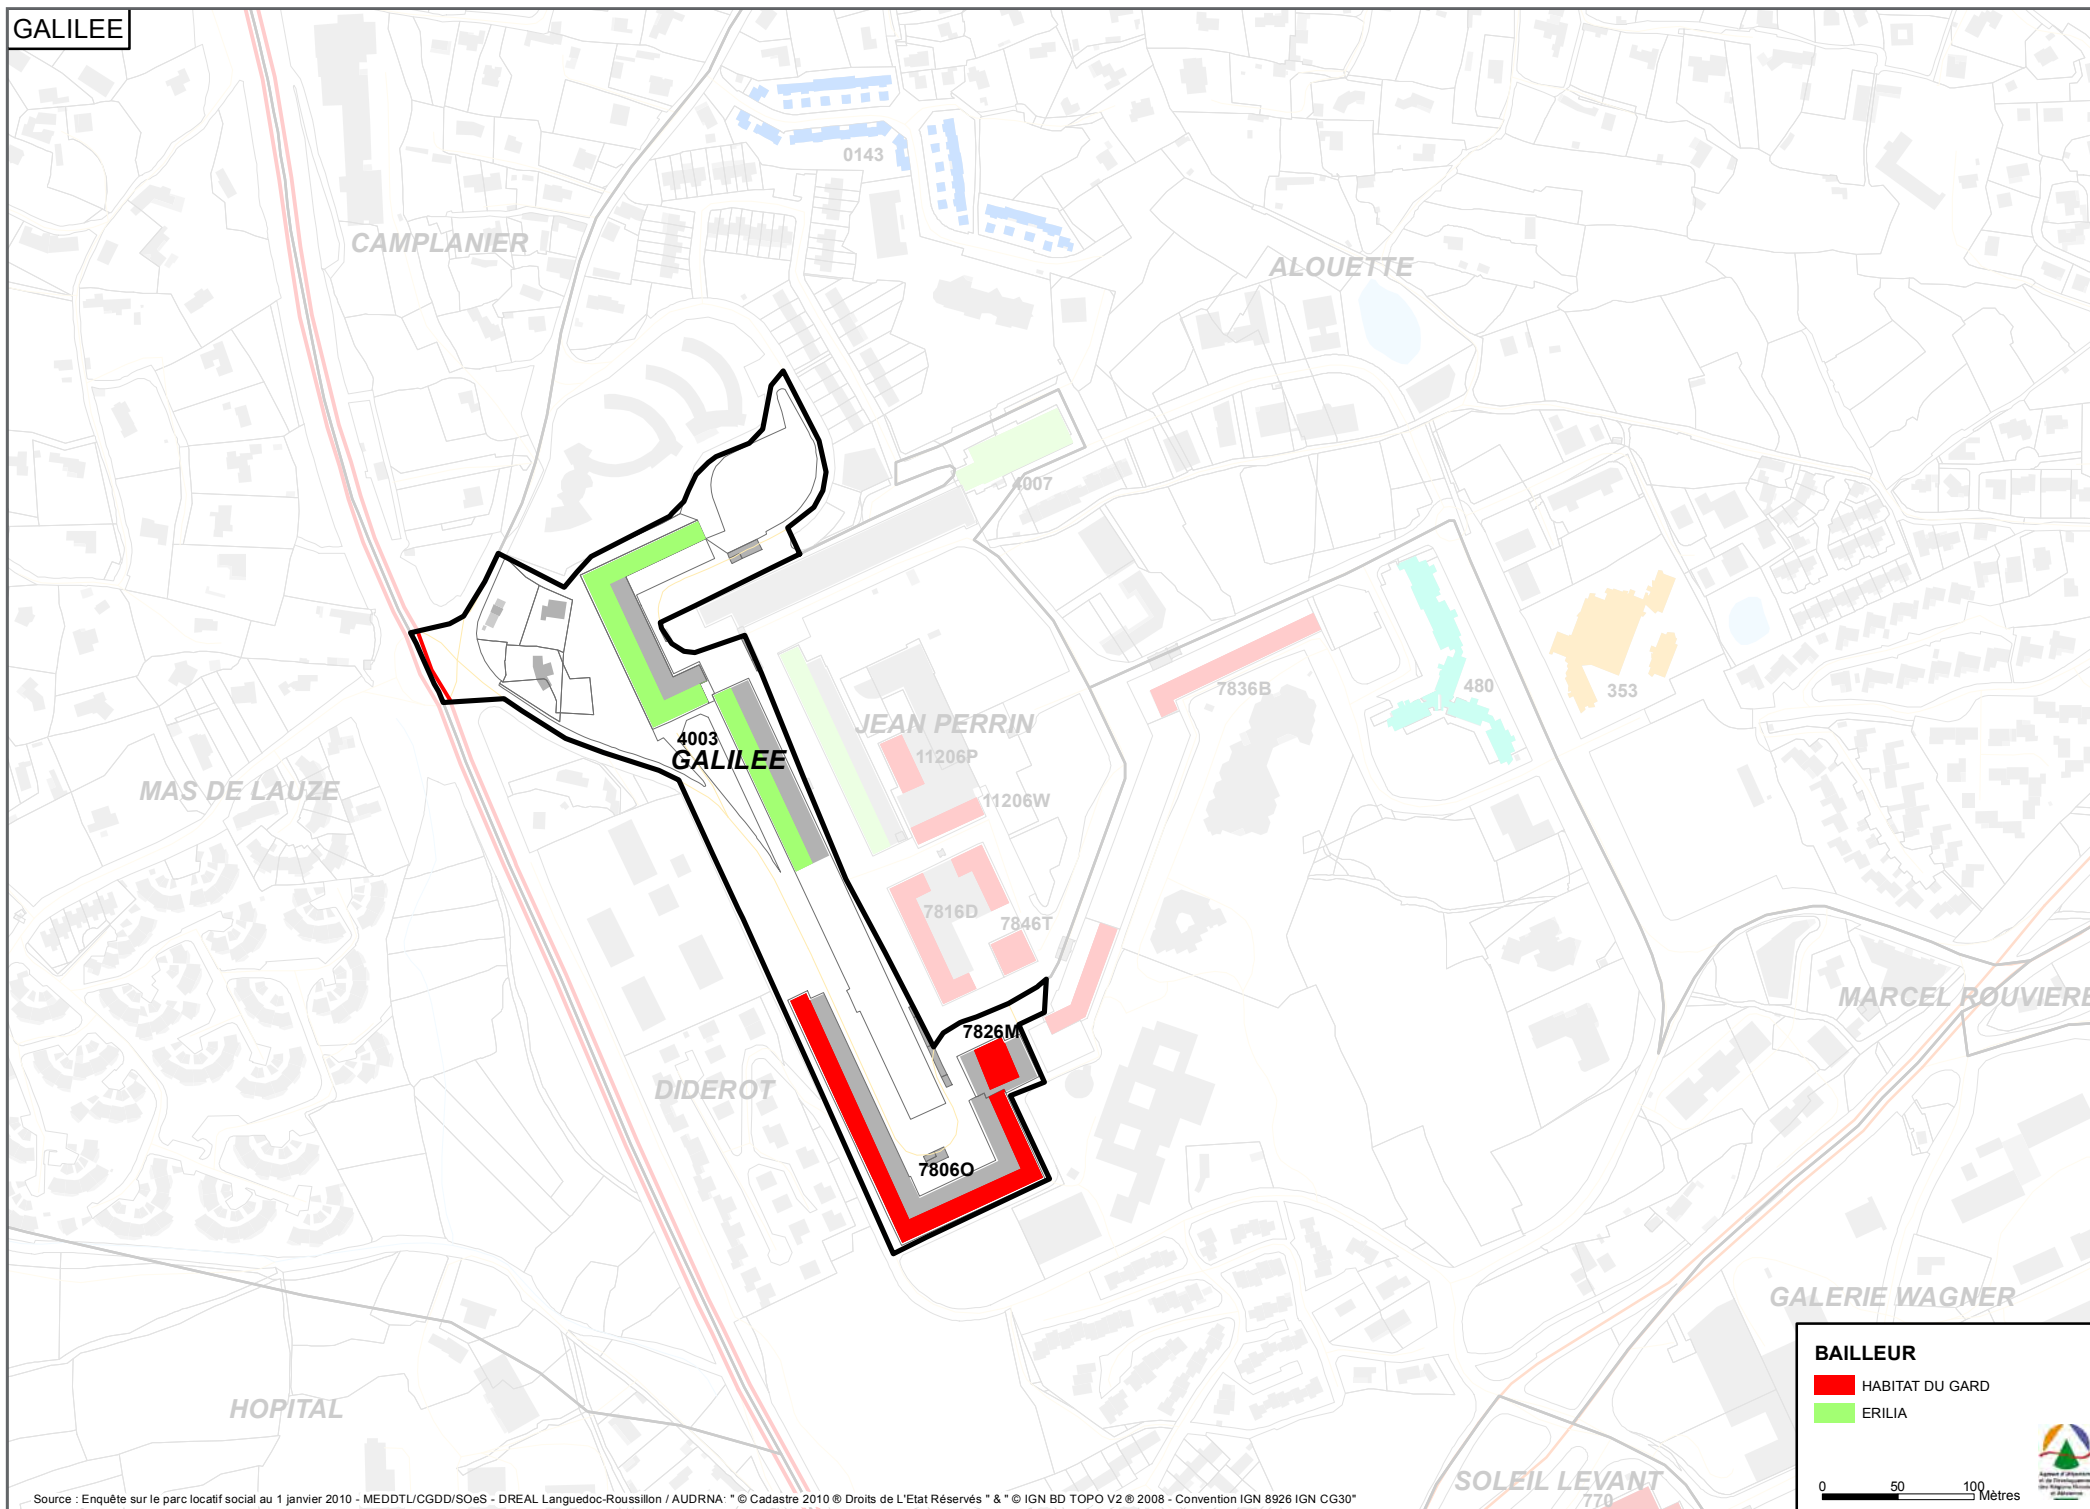 GALILEE
0143
CAMPLANIER
ALOUETTE
4007
7836B
480
353
JEAN PERRIN
4003
GALILEE
11206P
MAS DE LAUZE
11206W
7816D
7846T
MARCEL ROUVIERE
7826M
DIDEROT
7806O
GALERIE WAGNER
BAILLEUR
HABITAT DU GARD
ERILIA
HOPITAL
SOLEIL LEVANT
770
0 50 100
Mètres
Source : Enquête sur le parc locatif social au 1 janvier 2010 - MEDDTL/CGDD/SOeS - DREAL Languedoc-Roussillon / AUDRNA: " © Cadastre 2010 ® Droits de L'Etat Réservés " & " © IGN BD TOPO V2 ® 2008 - Convention IGN 8926 IGN CG30"